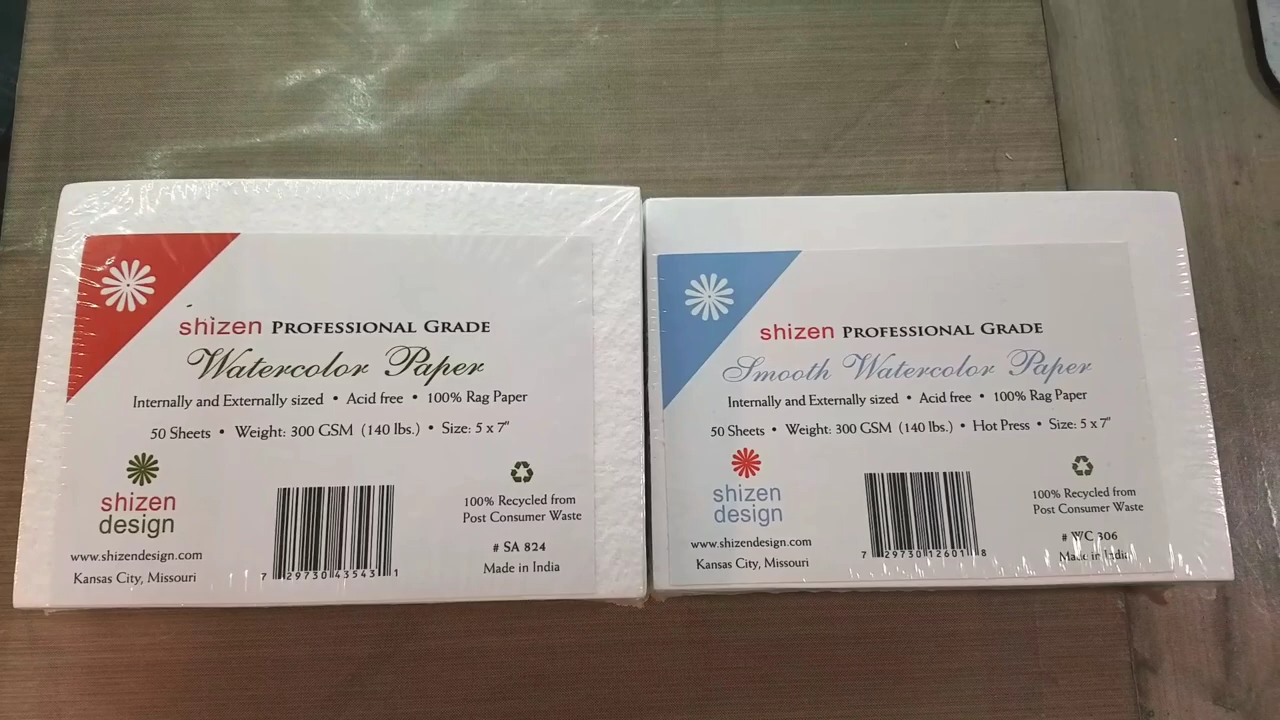 shizen PROFESSIONAL GRADE
Watercolor Paper
Internally and Externally sized • Acid free • 100% Rag Paper
50 Sheets • Weight: 300 GSM (140 lbs.) • Size: 5 x 7"
shizen
design
www.shizendesign.com
Kansas City, Missouri
7 29730 43543 1
100% Recycled from
Post Consumer Waste
# SA 824
Made in India
shizen PROFESSIONAL GRADE
Smooth Watercolor Paper
Internally and Externally sized • Acid free • 100% Rag Paper
50 Sheets • Weight: 300 GSM (140 lbs.) • Hot Press • Size: 5 x 7"
shizen
design
www.shizendesign.com
Kansas City, Missouri
7 29730 12601 8
100% Recycled from
Post Consumer Waste
# WC 306
Made in India